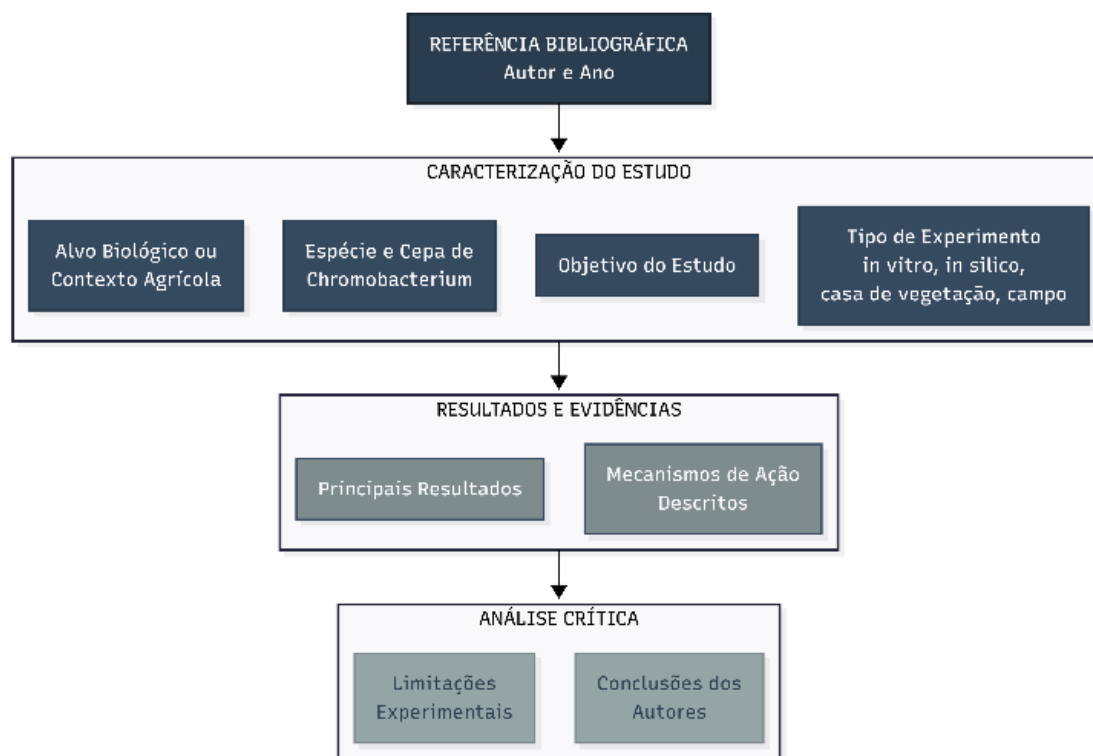 REFERÊNCIA BIBLIOGRÁFICA
Autor e Ano
CARACTERIZAÇÃO DO ESTUDO
Alvo Biológico ou
Contexto Agrícola
Espécie e Cepa de
Chromobacterium
Objetivo do Estudo
Tipo de Experimento
in vitro, in silico,
casa de vegetação, campo
RESULTADOS E EVIDÊNCIAS
Principais Resultados
Mecanismos de Ação
Descritos
ANÁLISE CRÍTICA
Limitações
Experimentais
Conclusões dos
Autores